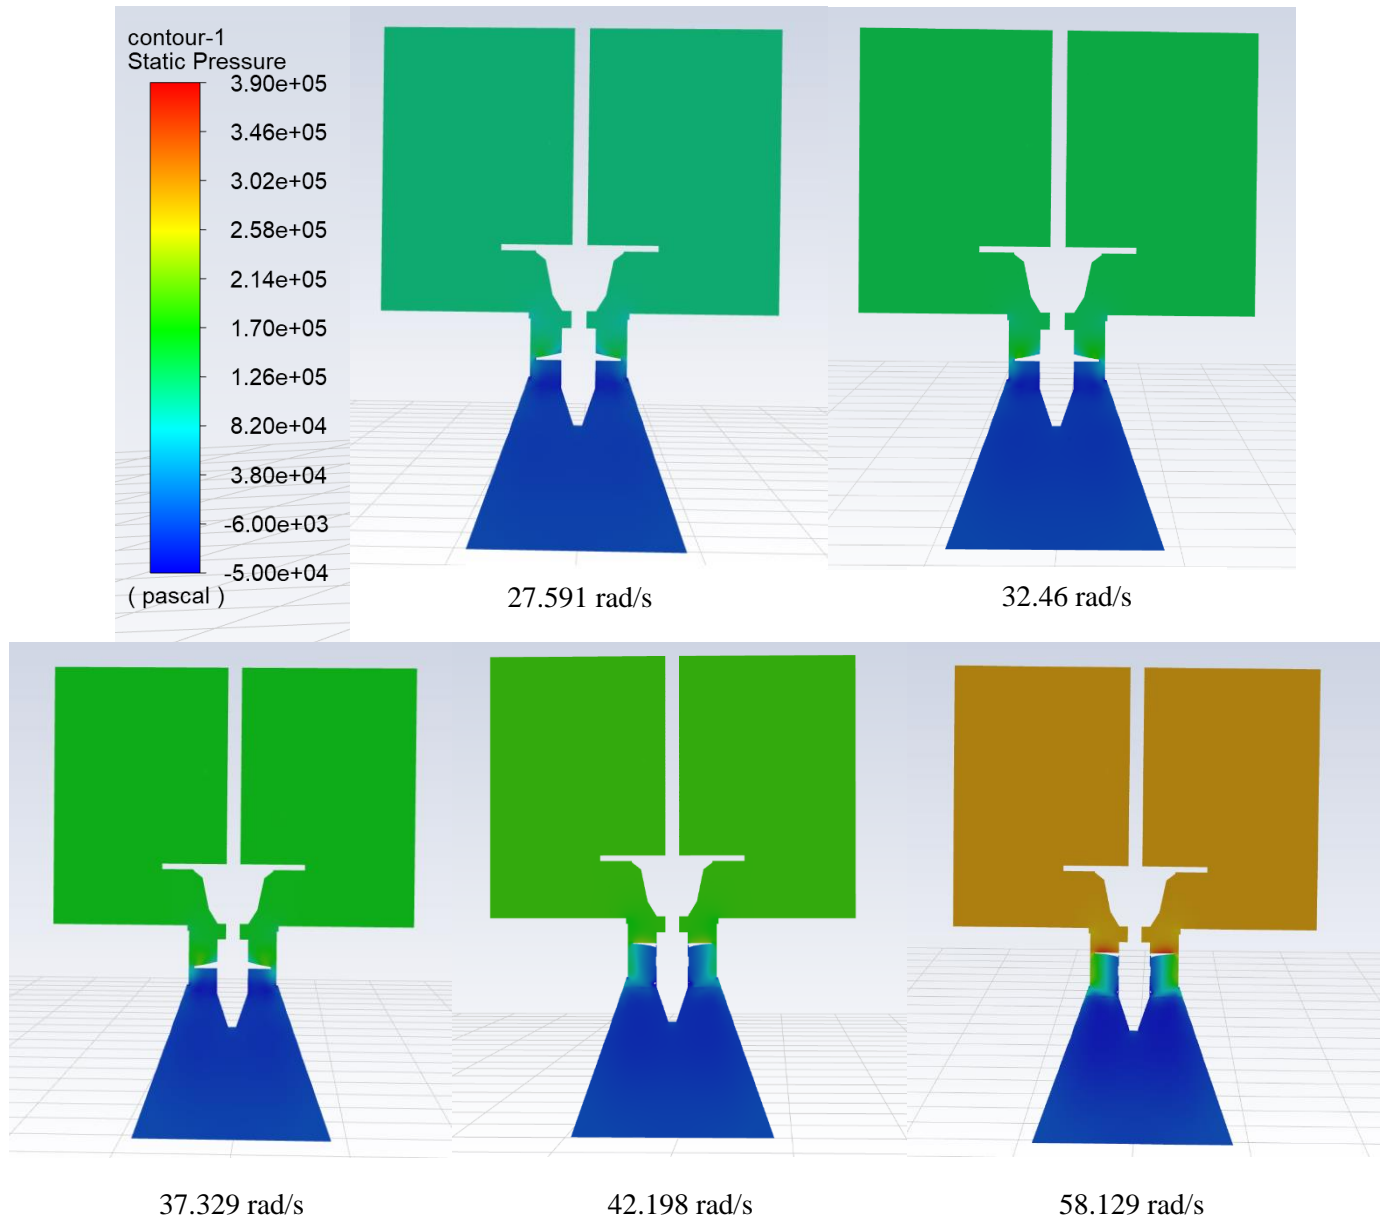 contour-1
Static Pressure
3.90e+05
3.46e+05
3.02e+05
2.58e+05
2.14e+05
1.70e+05
1.26e+05
8.20e+04
3.80e+04
-6.00e+03
-5.00e+04
( pascal )
27.591 rad/s
32.46 rad/s
37.329 rad/s
42.198 rad/s
58.129 rad/s